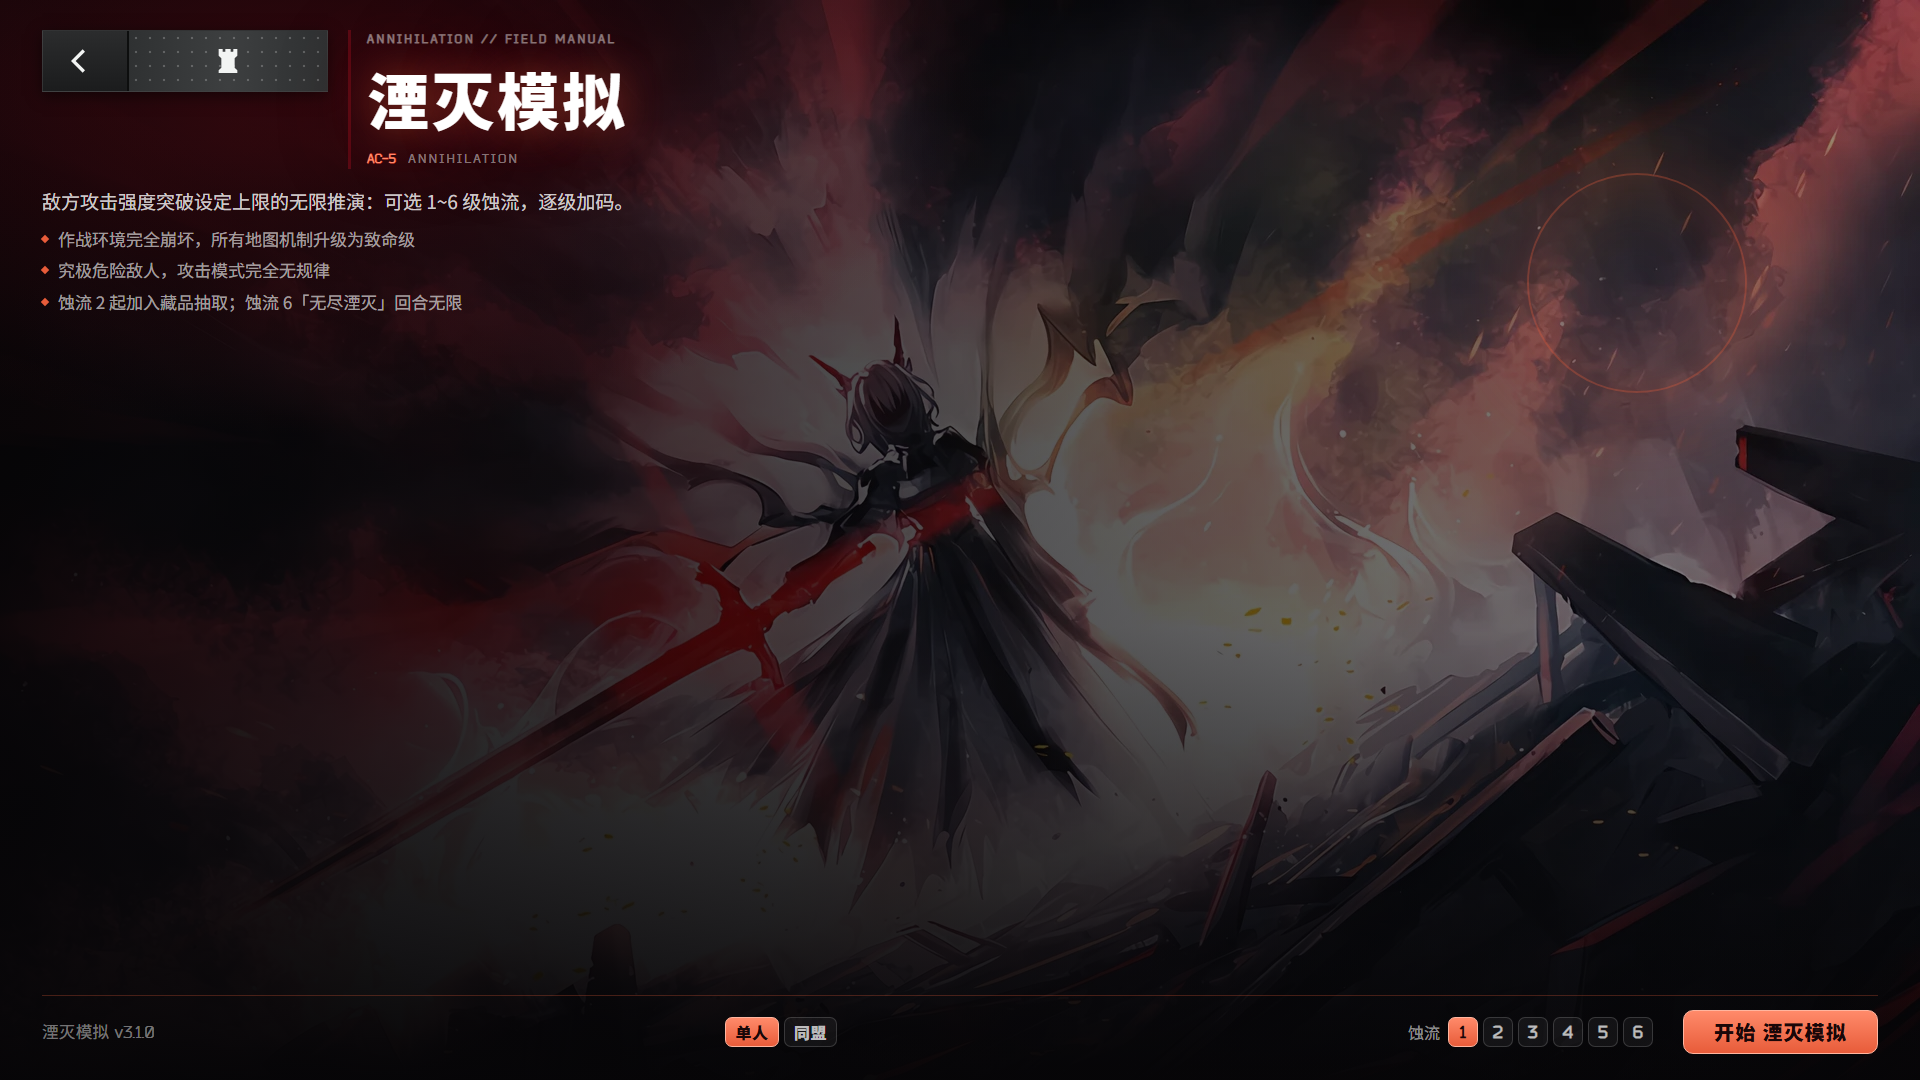 ANNIHILATION // FIELD MANUAL
湮灭模拟
AC-5 ANNIHILATION
敌方攻击强度突破设定上限的无限推演：可选 1~6 级蚀流，逐级加码。
作战环境完全崩坏，所有地图机制升级为致命级
究极危险敌人，攻击模式完全无规律
蚀流 2 起加入藏品抽取；蚀流 6「无尽湮灭」回合无限
湮灭模拟 v3.1.0
单人 同盟
蚀流 1 2 3 4 5 6
开始 湮灭模拟